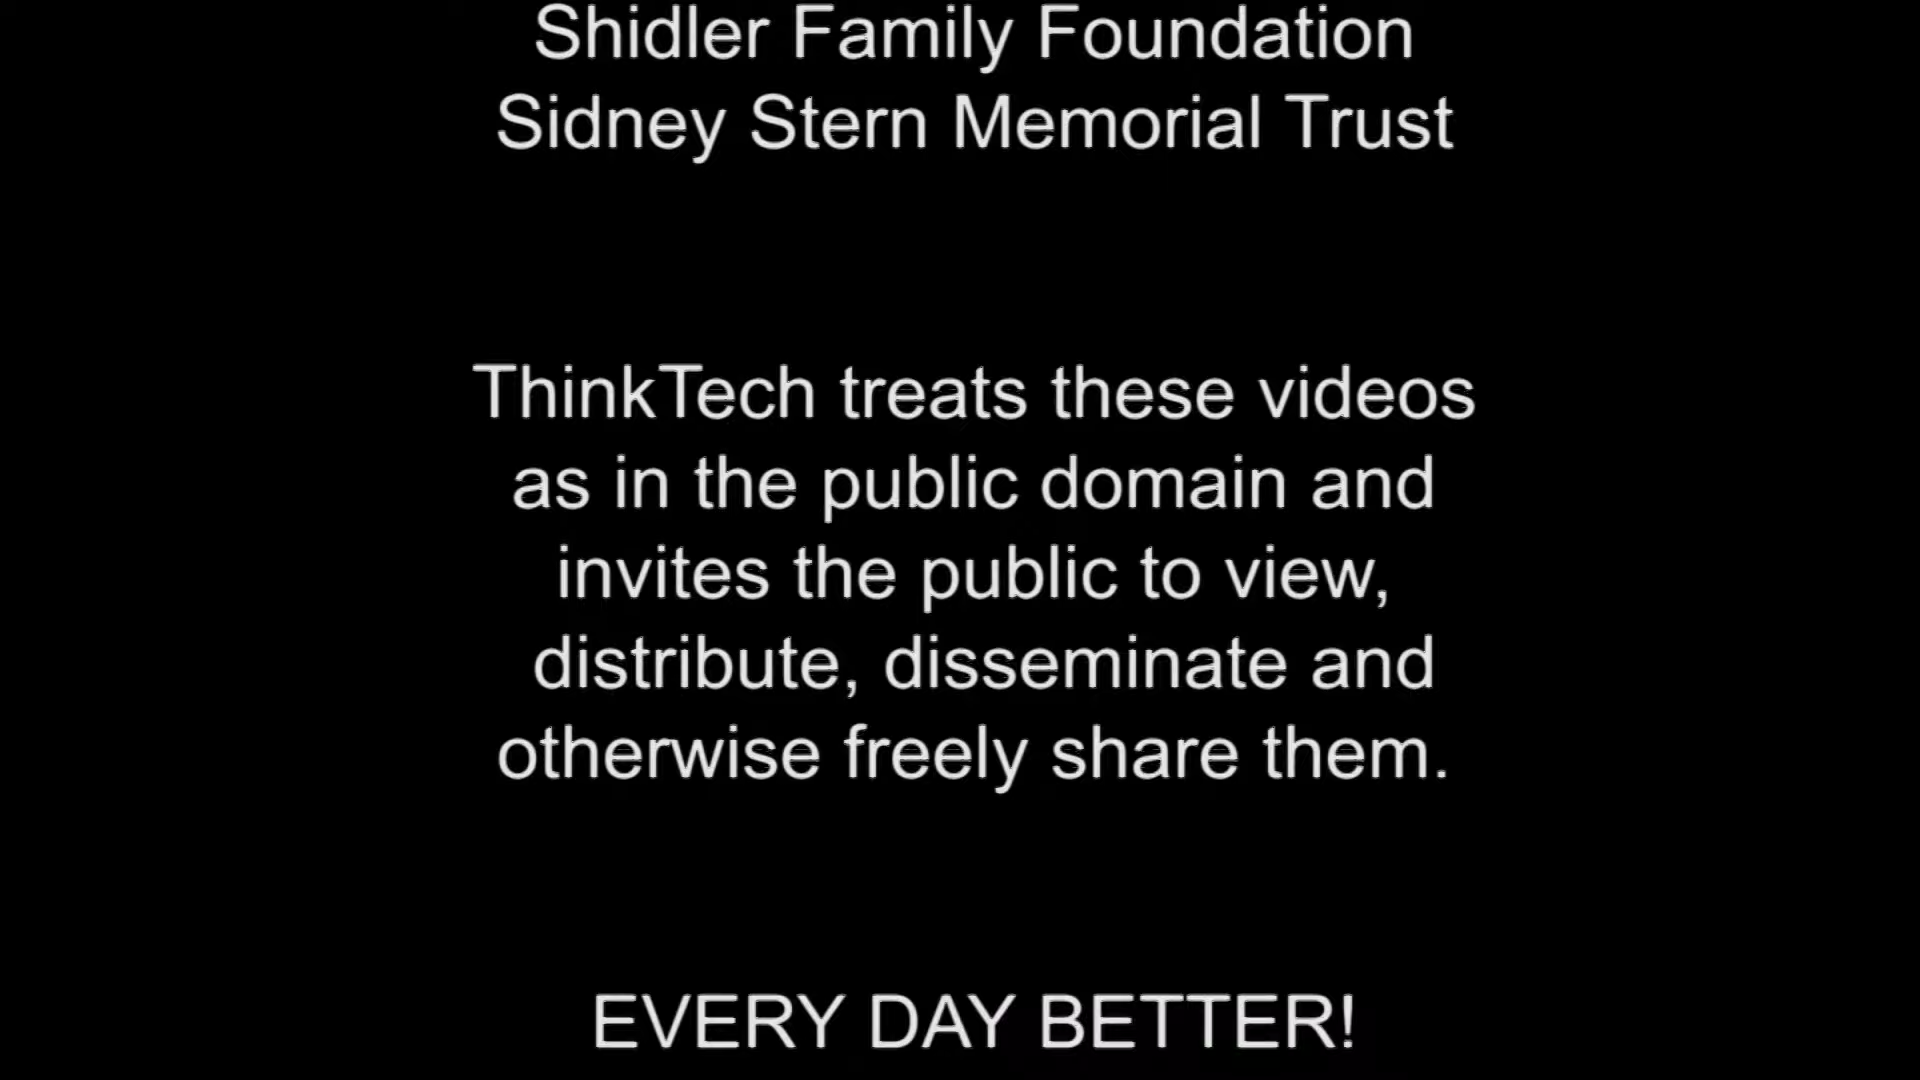 Shidler Family Foundation
Sidney Stern Memorial Trust
ThinkTech treats these videos
as in the public domain and
invites the public to view,
distribute, disseminate and
otherwise freely share them.
EVERY DAY BETTER!